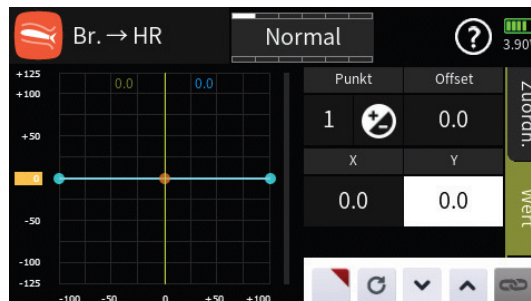 Br. → HR
Normal
?
3.90V
+125
+100
+50
0
-50
-100
-125
0.0
0.0
-100
-50
0
+50
+100
Punkt
Offset
1
0.0
X
Y
0.0
0.0
Zuordn.
Wert